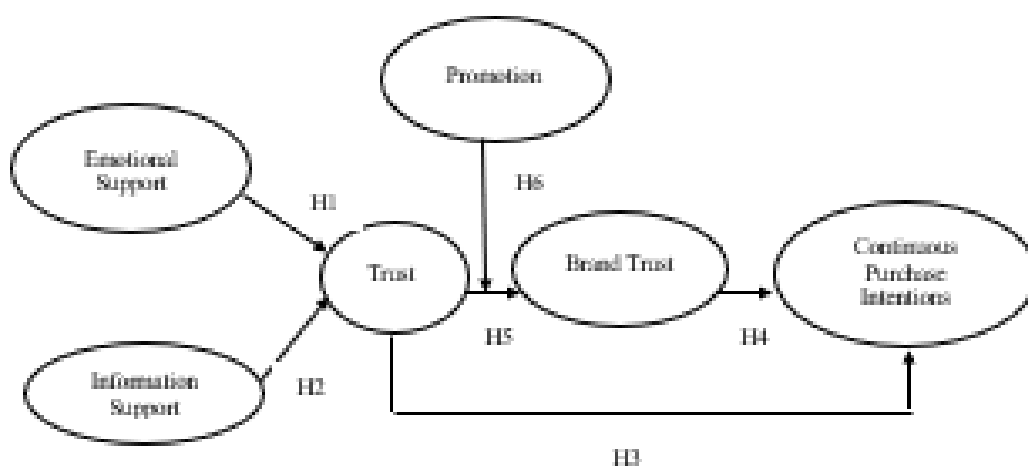 Promotion
Emotional
Support
H6
H1
Trust
Brand Trust
Continuous
Purchase
Intentions
H5
H4
H2
Information
Support
H3